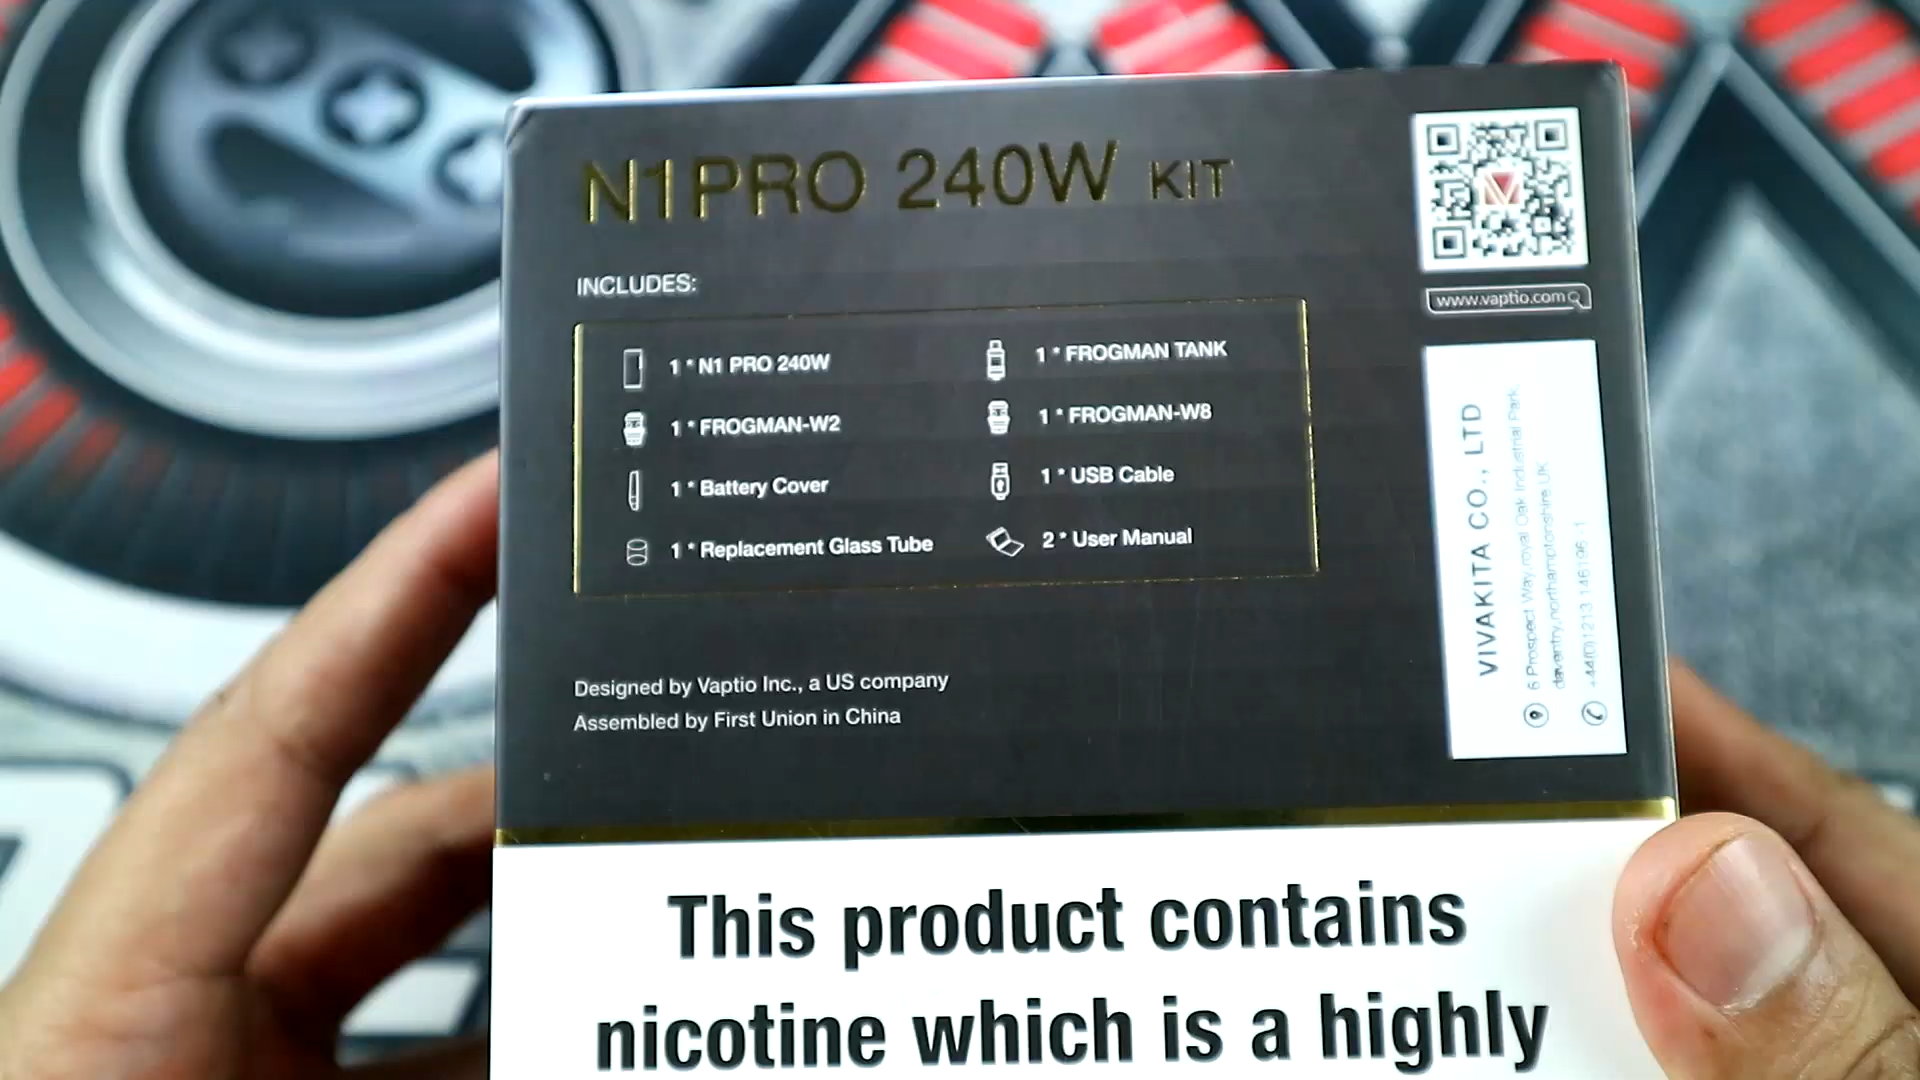 N1PRO 240W KIT
INCLUDES:
1 * N1 PRO 240W
1 * FROGMAN TANK
1 * FROGMAN-W2
1 * FROGMAN-W8
1 * Battery Cover
1 * USB Cable
1 * Replacement Glass Tube
2 * User Manual
Designed by Vaptio Inc., a US company
Assembled by First Union in China
www.vaptio.com
VIVAKITA CO., LTD
6 Prospect Way,royal Oak Industrial Park,
daventry,northamptonshire,UK
+44(0)1213 146196 1
This product contains
nicotine which is a highly